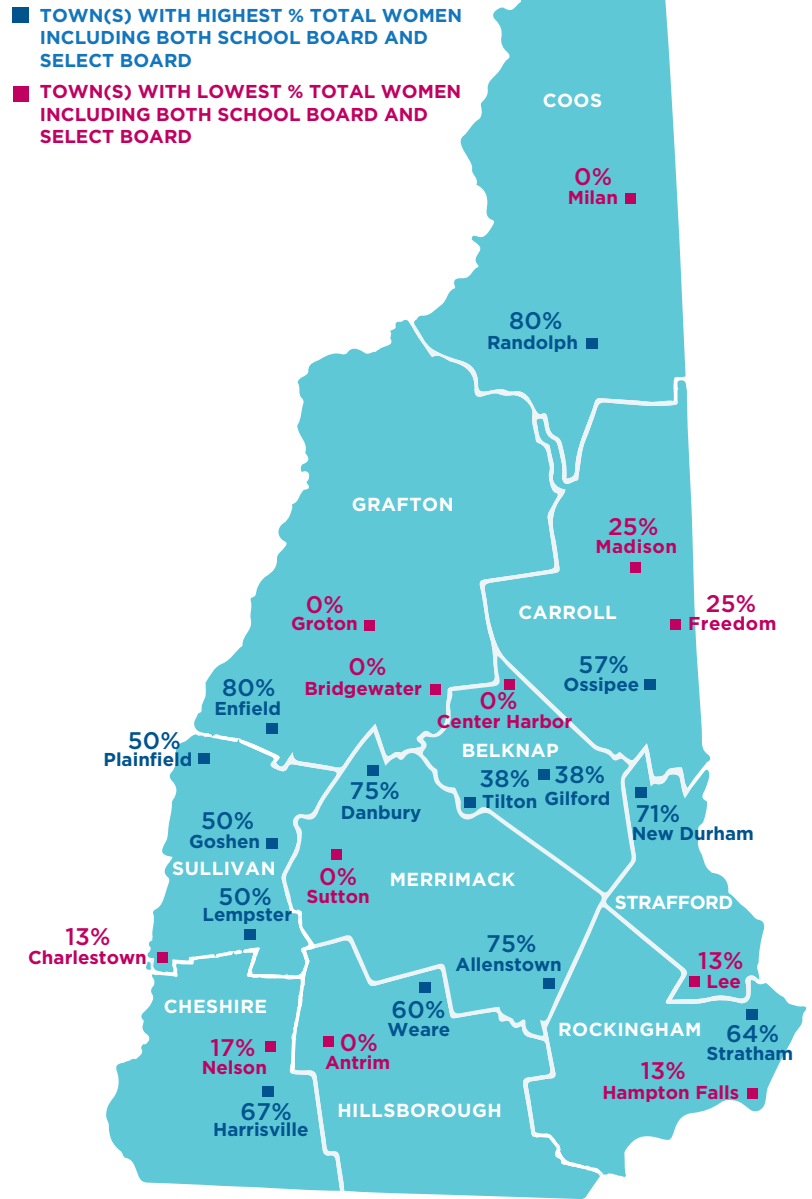 TOWN(S) WITH HIGHEST % TOTAL WOMEN
INCLUDING BOTH SCHOOL BOARD AND
SELECT BOARD
TOWN(S) WITH LOWEST % TOTAL WOMEN
INCLUDING BOTH SCHOOL BOARD AND
SELECT BOARD
COOS
0%
Milan
80%
Randolph
GRAFTON
25%
Madison
0%
Groton
CARROLL
25%
Freedom
0%
Bridgewater
57%
Ossipee
80%
Enfield
0%
Center Harbor
50%
Plainfield
BELKNAP
75%
Danbury
38%
Tilton
38%
Gilford
71%
New Durham
50%
Goshen
SULLIVAN
0%
Sutton
MERRIMACK
50%
Lempster
STRAFFORD
13%
Charlestown
75%
Allenstown
13%
Lee
CHESHIRE
60%
Weare
ROCKINGHAM
64%
Stratham
17%
Nelson
0%
Antrim
13%
Hampton Falls
67%
Harrisville
HILLSBOROUGH